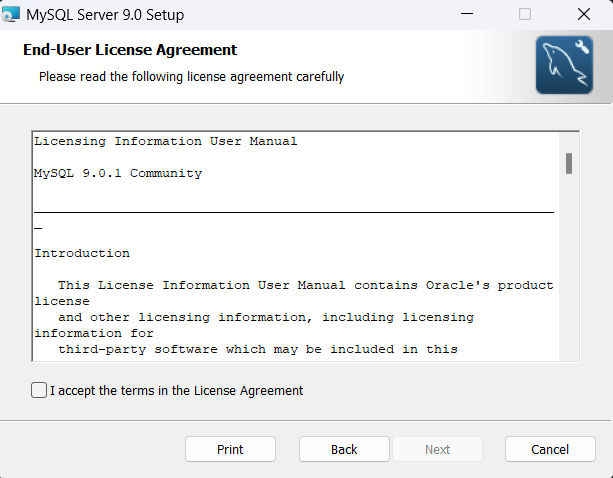 MySQL Server 9.0 Setup
End-User License Agreement
Please read the following license agreement carefully
Licensing Information User Manual
MySQL 9.0.1 Community
_
Introduction
This License Information User Manual contains Oracle's product
license
and other licensing information, including licensing
information for
third-party software which may be included in this
I accept the terms in the License Agreement
Print
Back
Next
Cancel